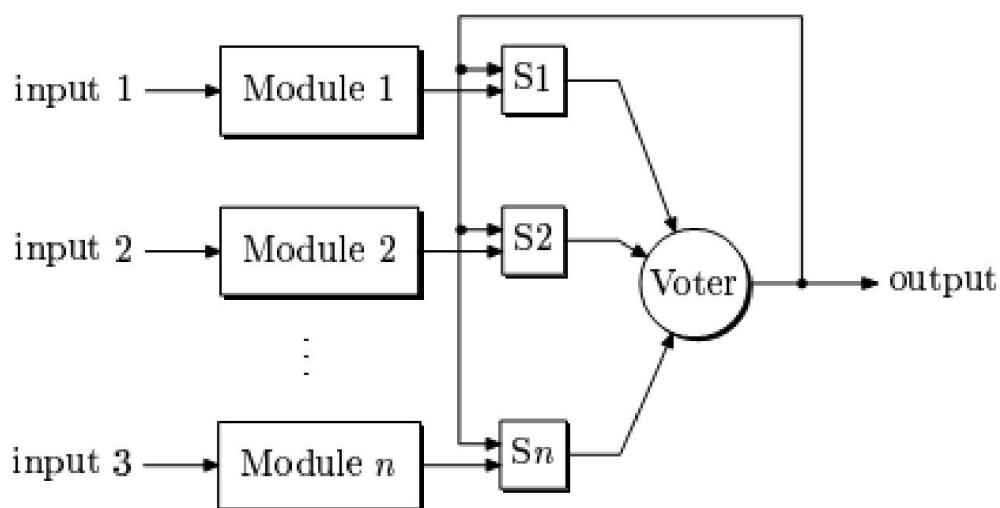 input 1
Module 1
S1
input 2
Module 2
S2
Voter
output
input 3
Module n
Sn